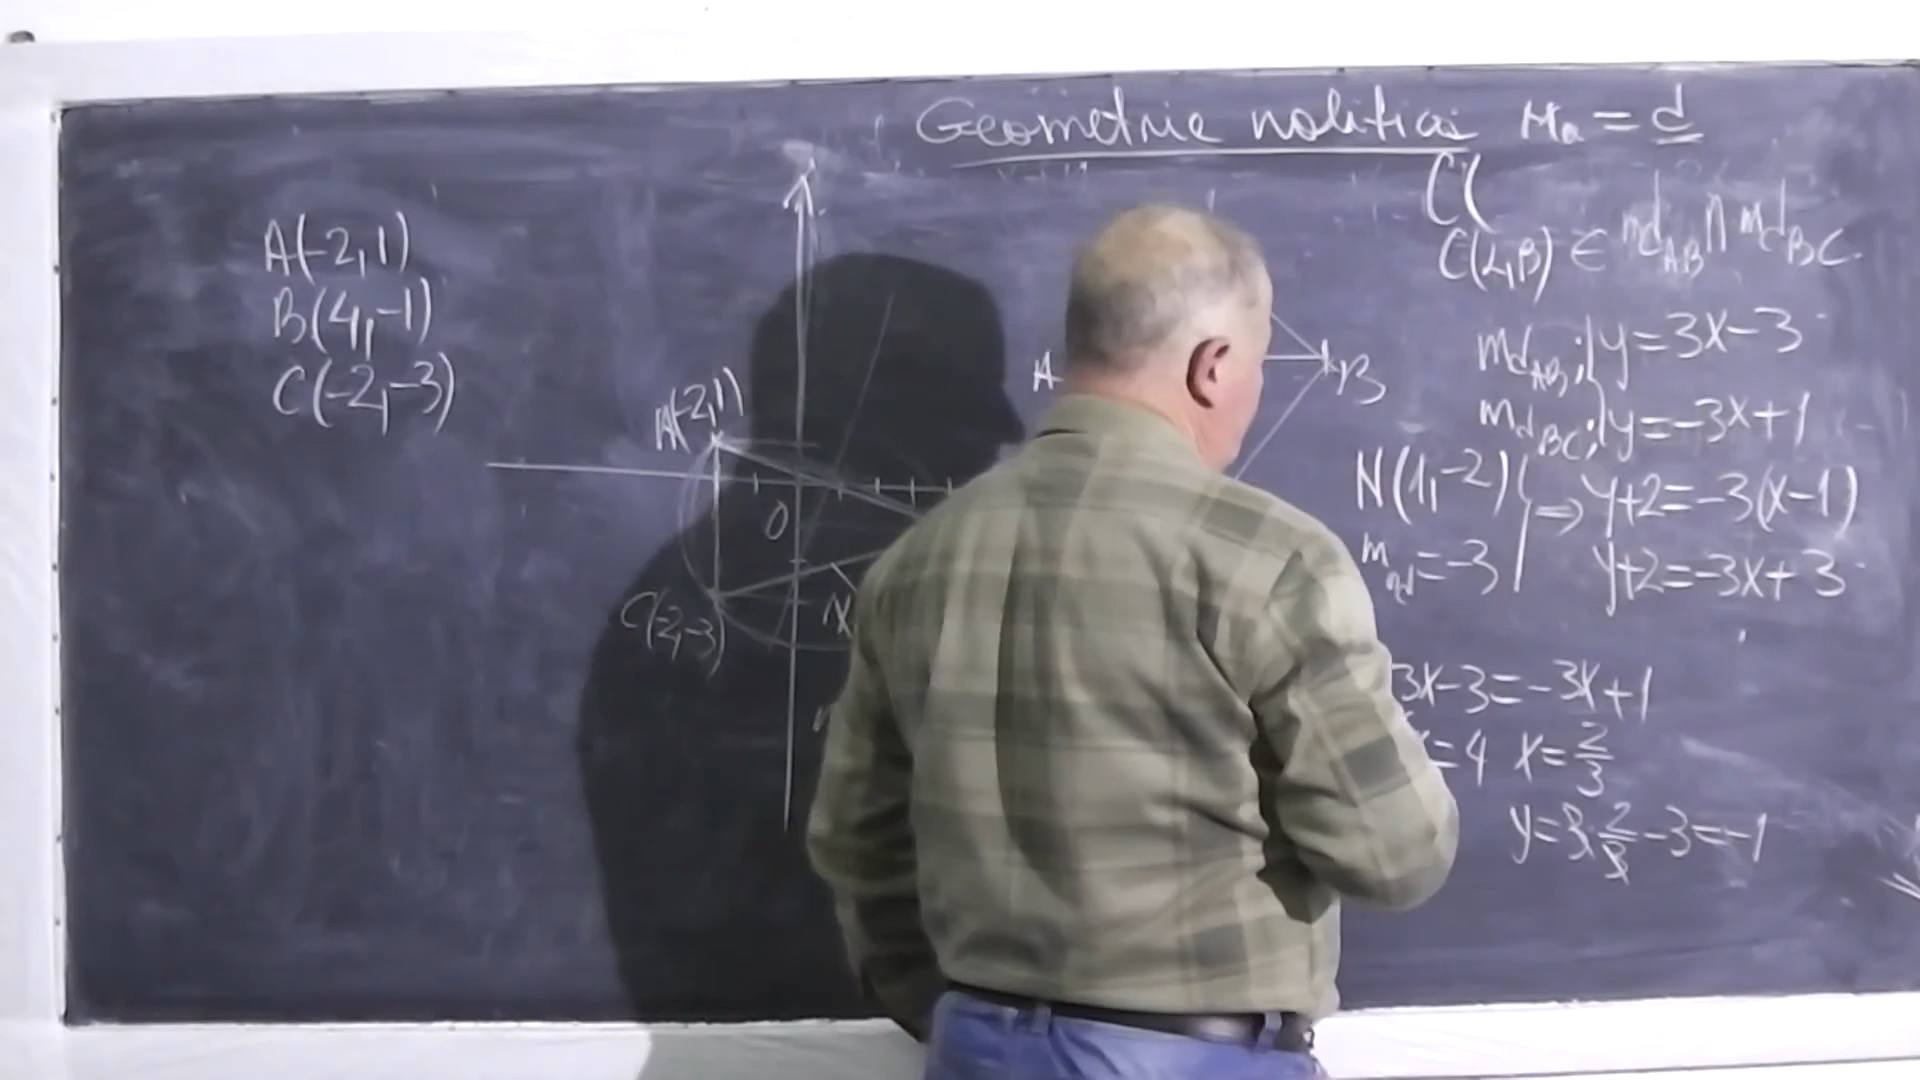 Geometrie nalitica Ma = d
A(-2,1)
B(4,-1)
C(-2,-3)
A(-2,1)
O
C(-2,-3)
N
A
B
C(
C(α,β) ∈ md_AB ∩ md_BC
md_AB: y=3x-3
md_BC: y=-3x+1
N(1,-2) ⇒ y+2=-3(x-1)
m_md=-3 y+2=-3x+3
3x-3=-3x+1
=4 x=2/3
y=3·2/3-3=-1